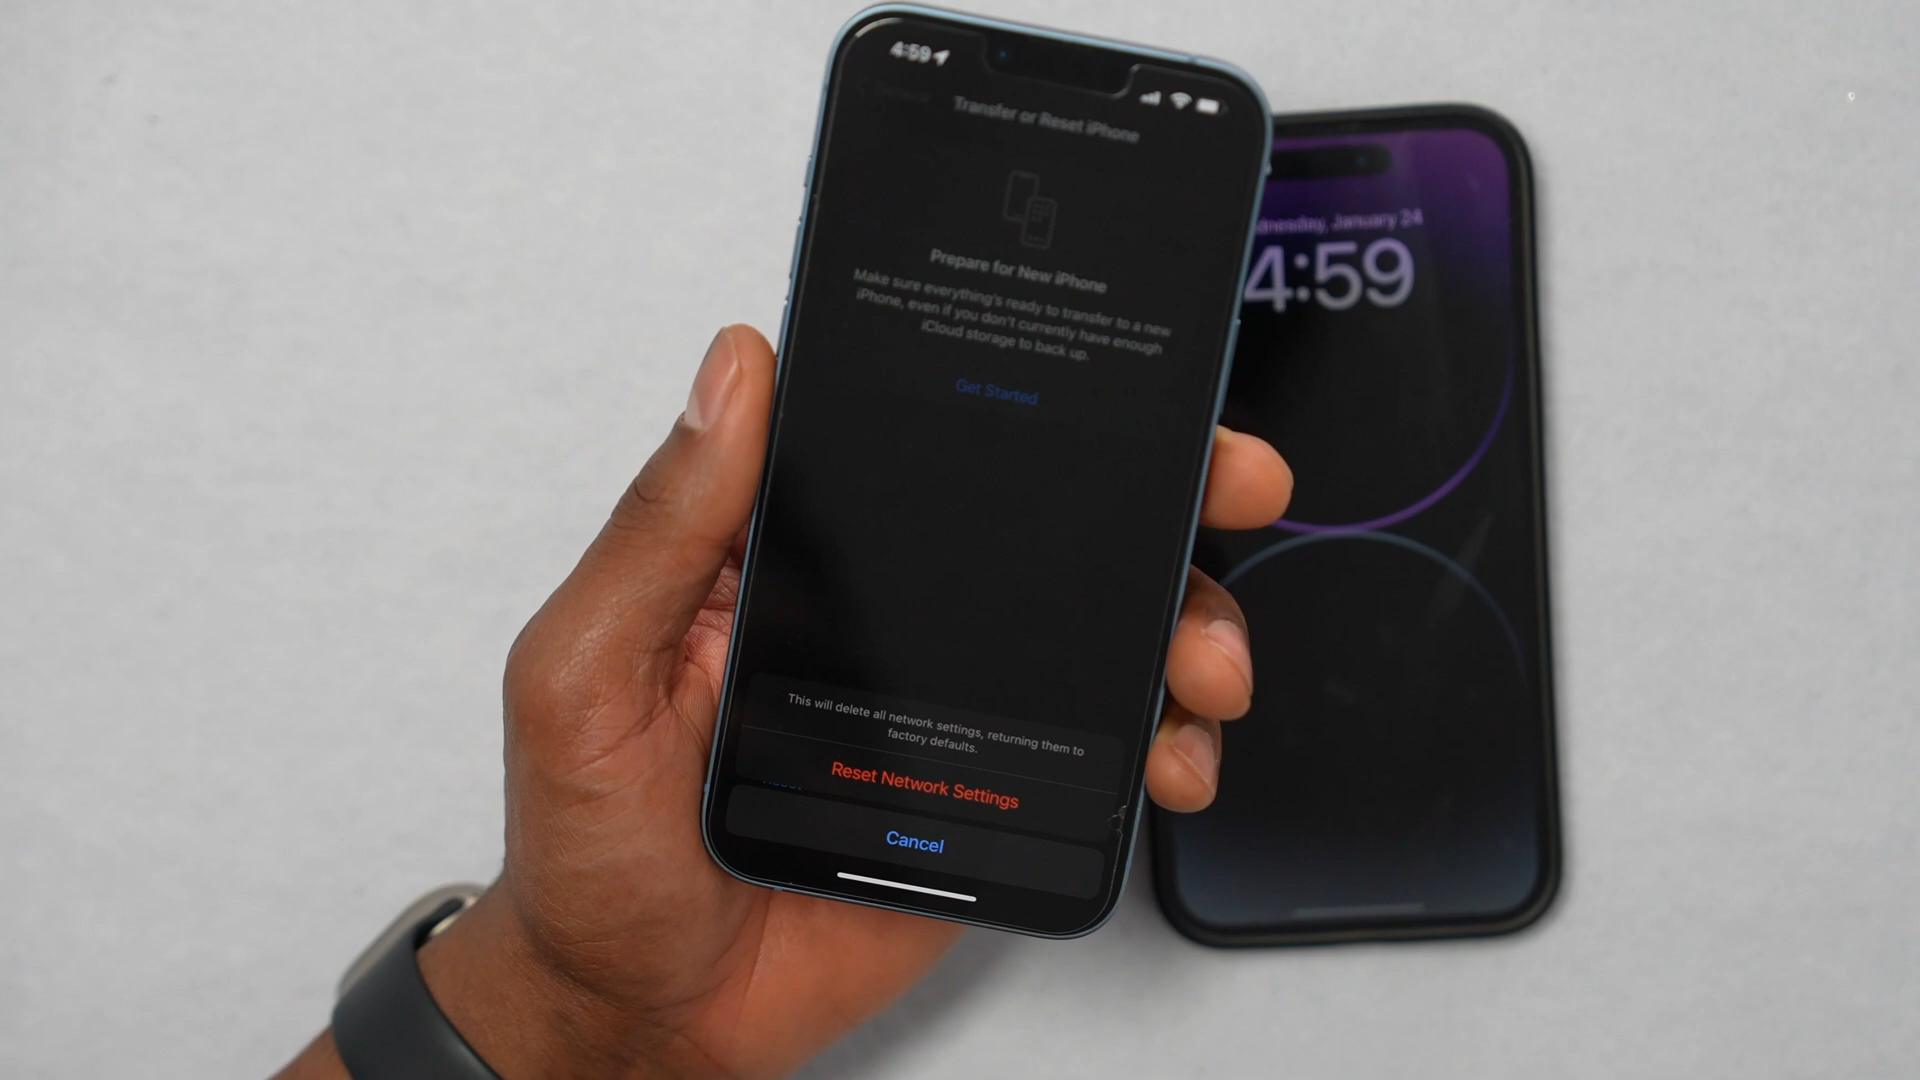 4:59
Transfer or Reset iPhone
Prepare for New iPhone
Make sure everything's ready to transfer to a new
iPhone, even if you don't currently have enough
iCloud storage to back up.
Get Started
This will delete all network settings, returning them to
factory defaults.
Reset Network Settings
Cancel
January 24
4:59